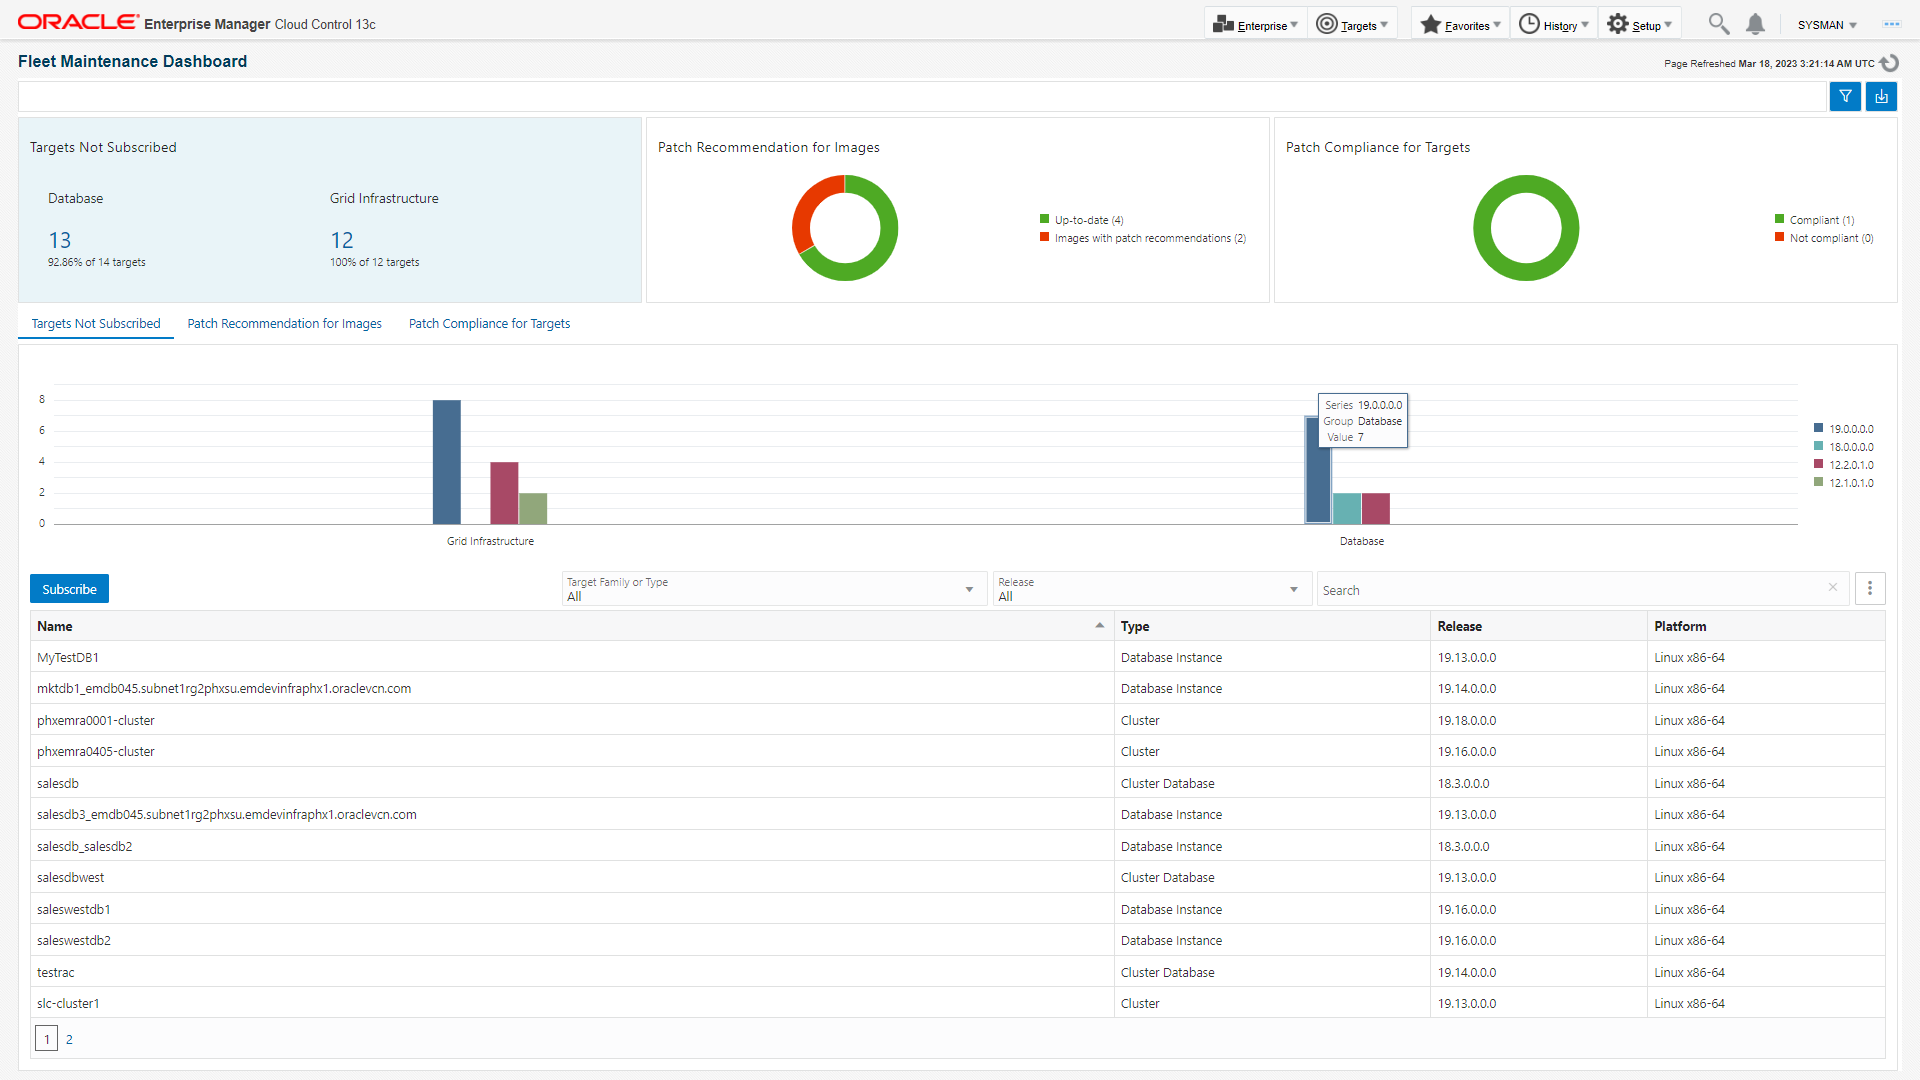 ORACLE Enterprise Manager Cloud Control 13c
Enterprise Targets Favorites History Setup SYSMAN
Fleet Maintenance Dashboard
Page Refreshed Mar 18, 2023 3:21:14 AM UTC
Targets Not Subscribed
Database Grid Infrastructure
13 12
92.86% of 14 targets 100% of 12 targets
Patch Recommendation for Images
Up-to-date (4)
Images with patch recommendations (2)
Patch Compliance for Targets
Compliant (1)
Not compliant (0)
Targets Not Subscribed Patch Recommendation for Images Patch Compliance for Targets
8
6
4
2
0
Grid Infrastructure Database
Series 19.0.0.0.0
Group Database
Value 7
19.0.0.0.0
18.0.0.0.0
12.2.0.1.0
12.1.0.1.0
Subscribe
Target Family or Type
All
Release
All
Search
Name Type Release Platform
MyTestDB1 Database Instance 19.13.0.0.0 Linux x86-64
mktdb1_emdb045.subnet1rg2phxsu.emdevinfraphx1.oraclevcn.com Database Instance 19.14.0.0.0 Linux x86-64
phxemra0001-cluster Cluster 19.18.0.0.0 Linux x86-64
phxemra0405-cluster Cluster 19.16.0.0.0 Linux x86-64
salesdb Cluster Database 18.3.0.0.0 Linux x86-64
salesdb3_emdb045.subnet1rg2phxsu.emdevinfraphx1.oraclevcn.com Database Instance 19.13.0.0.0 Linux x86-64
salesdb_salesdb2 Database Instance 18.3.0.0.0 Linux x86-64
salesdbwest Cluster Database 19.13.0.0.0 Linux x86-64
saleswestdb1 Database Instance 19.16.0.0.0 Linux x86-64
saleswestdb2 Database Instance 19.16.0.0.0 Linux x86-64
testrac Cluster Database 19.14.0.0.0 Linux x86-64
slc-cluster1 Cluster 19.13.0.0.0 Linux x86-64
1 2